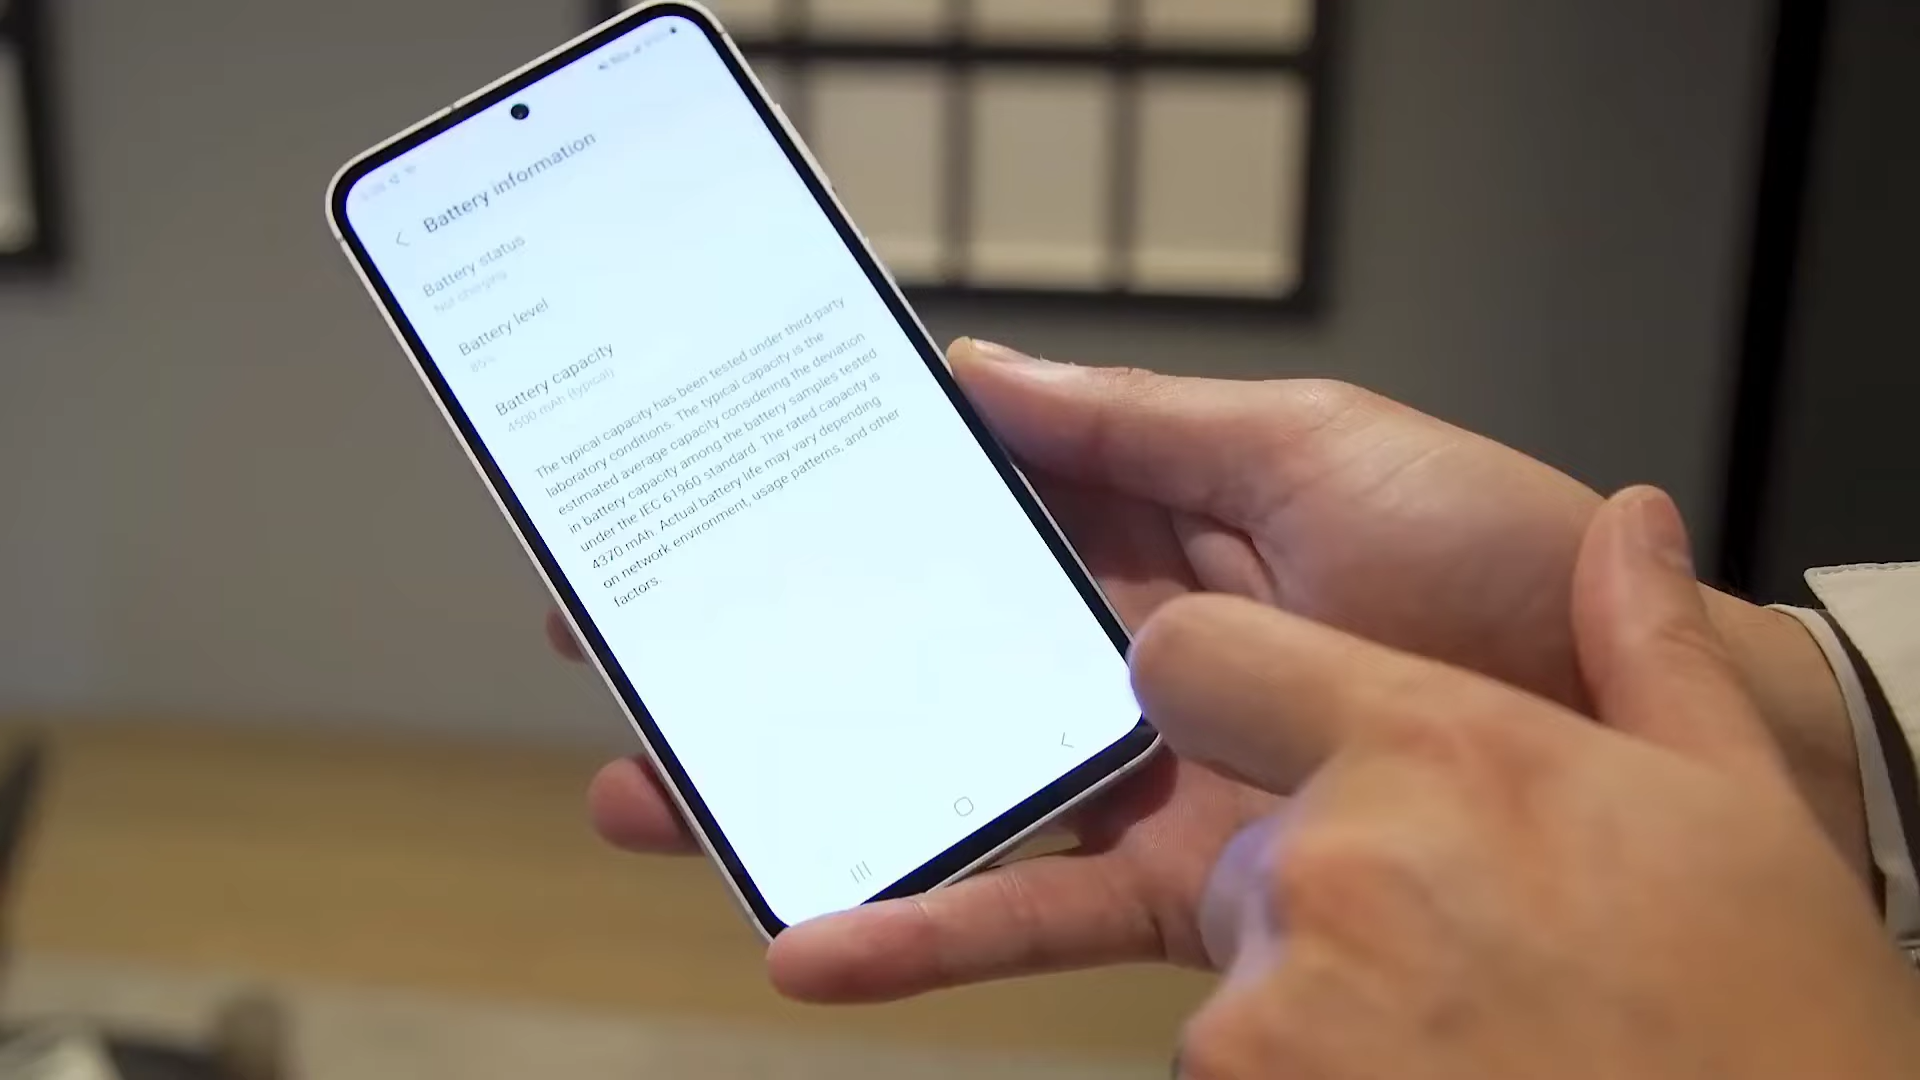 Battery information
Battery status
Not charging
Battery level
Battery capacity
4500 mAh (typical)
The typical capacity has been tested under third-party
laboratory conditions. The typical capacity is the
estimated average capacity considering the deviation
in battery capacity among the battery samples tested
under the IEC 61960 standard. The rated capacity is
4370 mAh. Actual battery life may vary depending
on network environment, usage patterns, and other
factors.